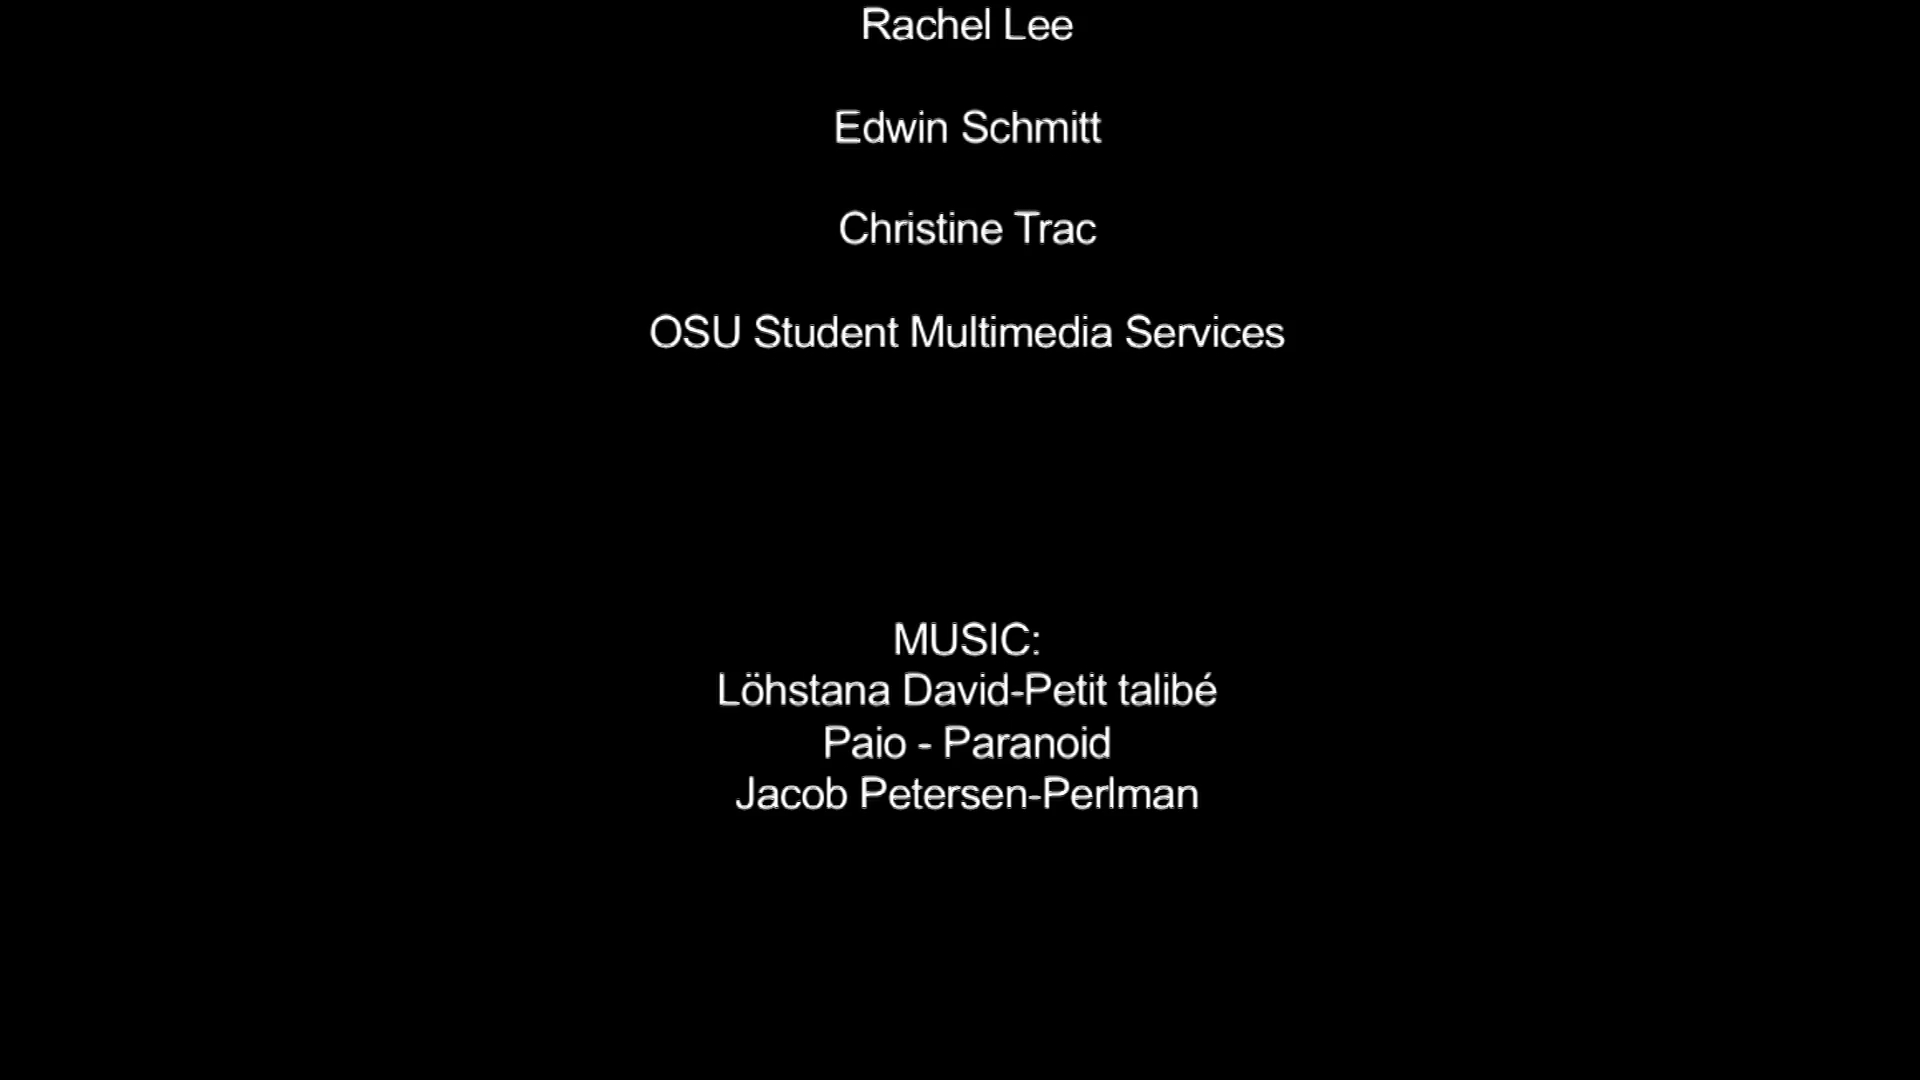 Rachel Lee
Edwin Schmitt
Christine Trac
OSU Student Multimedia Services
MUSIC:
Löhstana David-Petit talibé
Paio - Paranoid
Jacob Petersen-Perlman